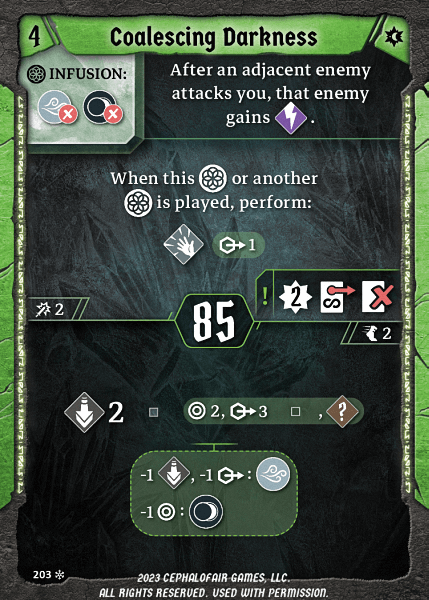 4
Coalescing Darkness
INFUSION:
After an adjacent enemy
attacks you, that enemy
gains .
When this or another
is played, perform:
1
2
! 2
85
2
2 2, 3 , ?
-1 , -1 :
-1 :
203
2023 CEPHALOFAIR GAMES, LLC.
ALL RIGHTS RESERVED. USED WITH PERMISSION.